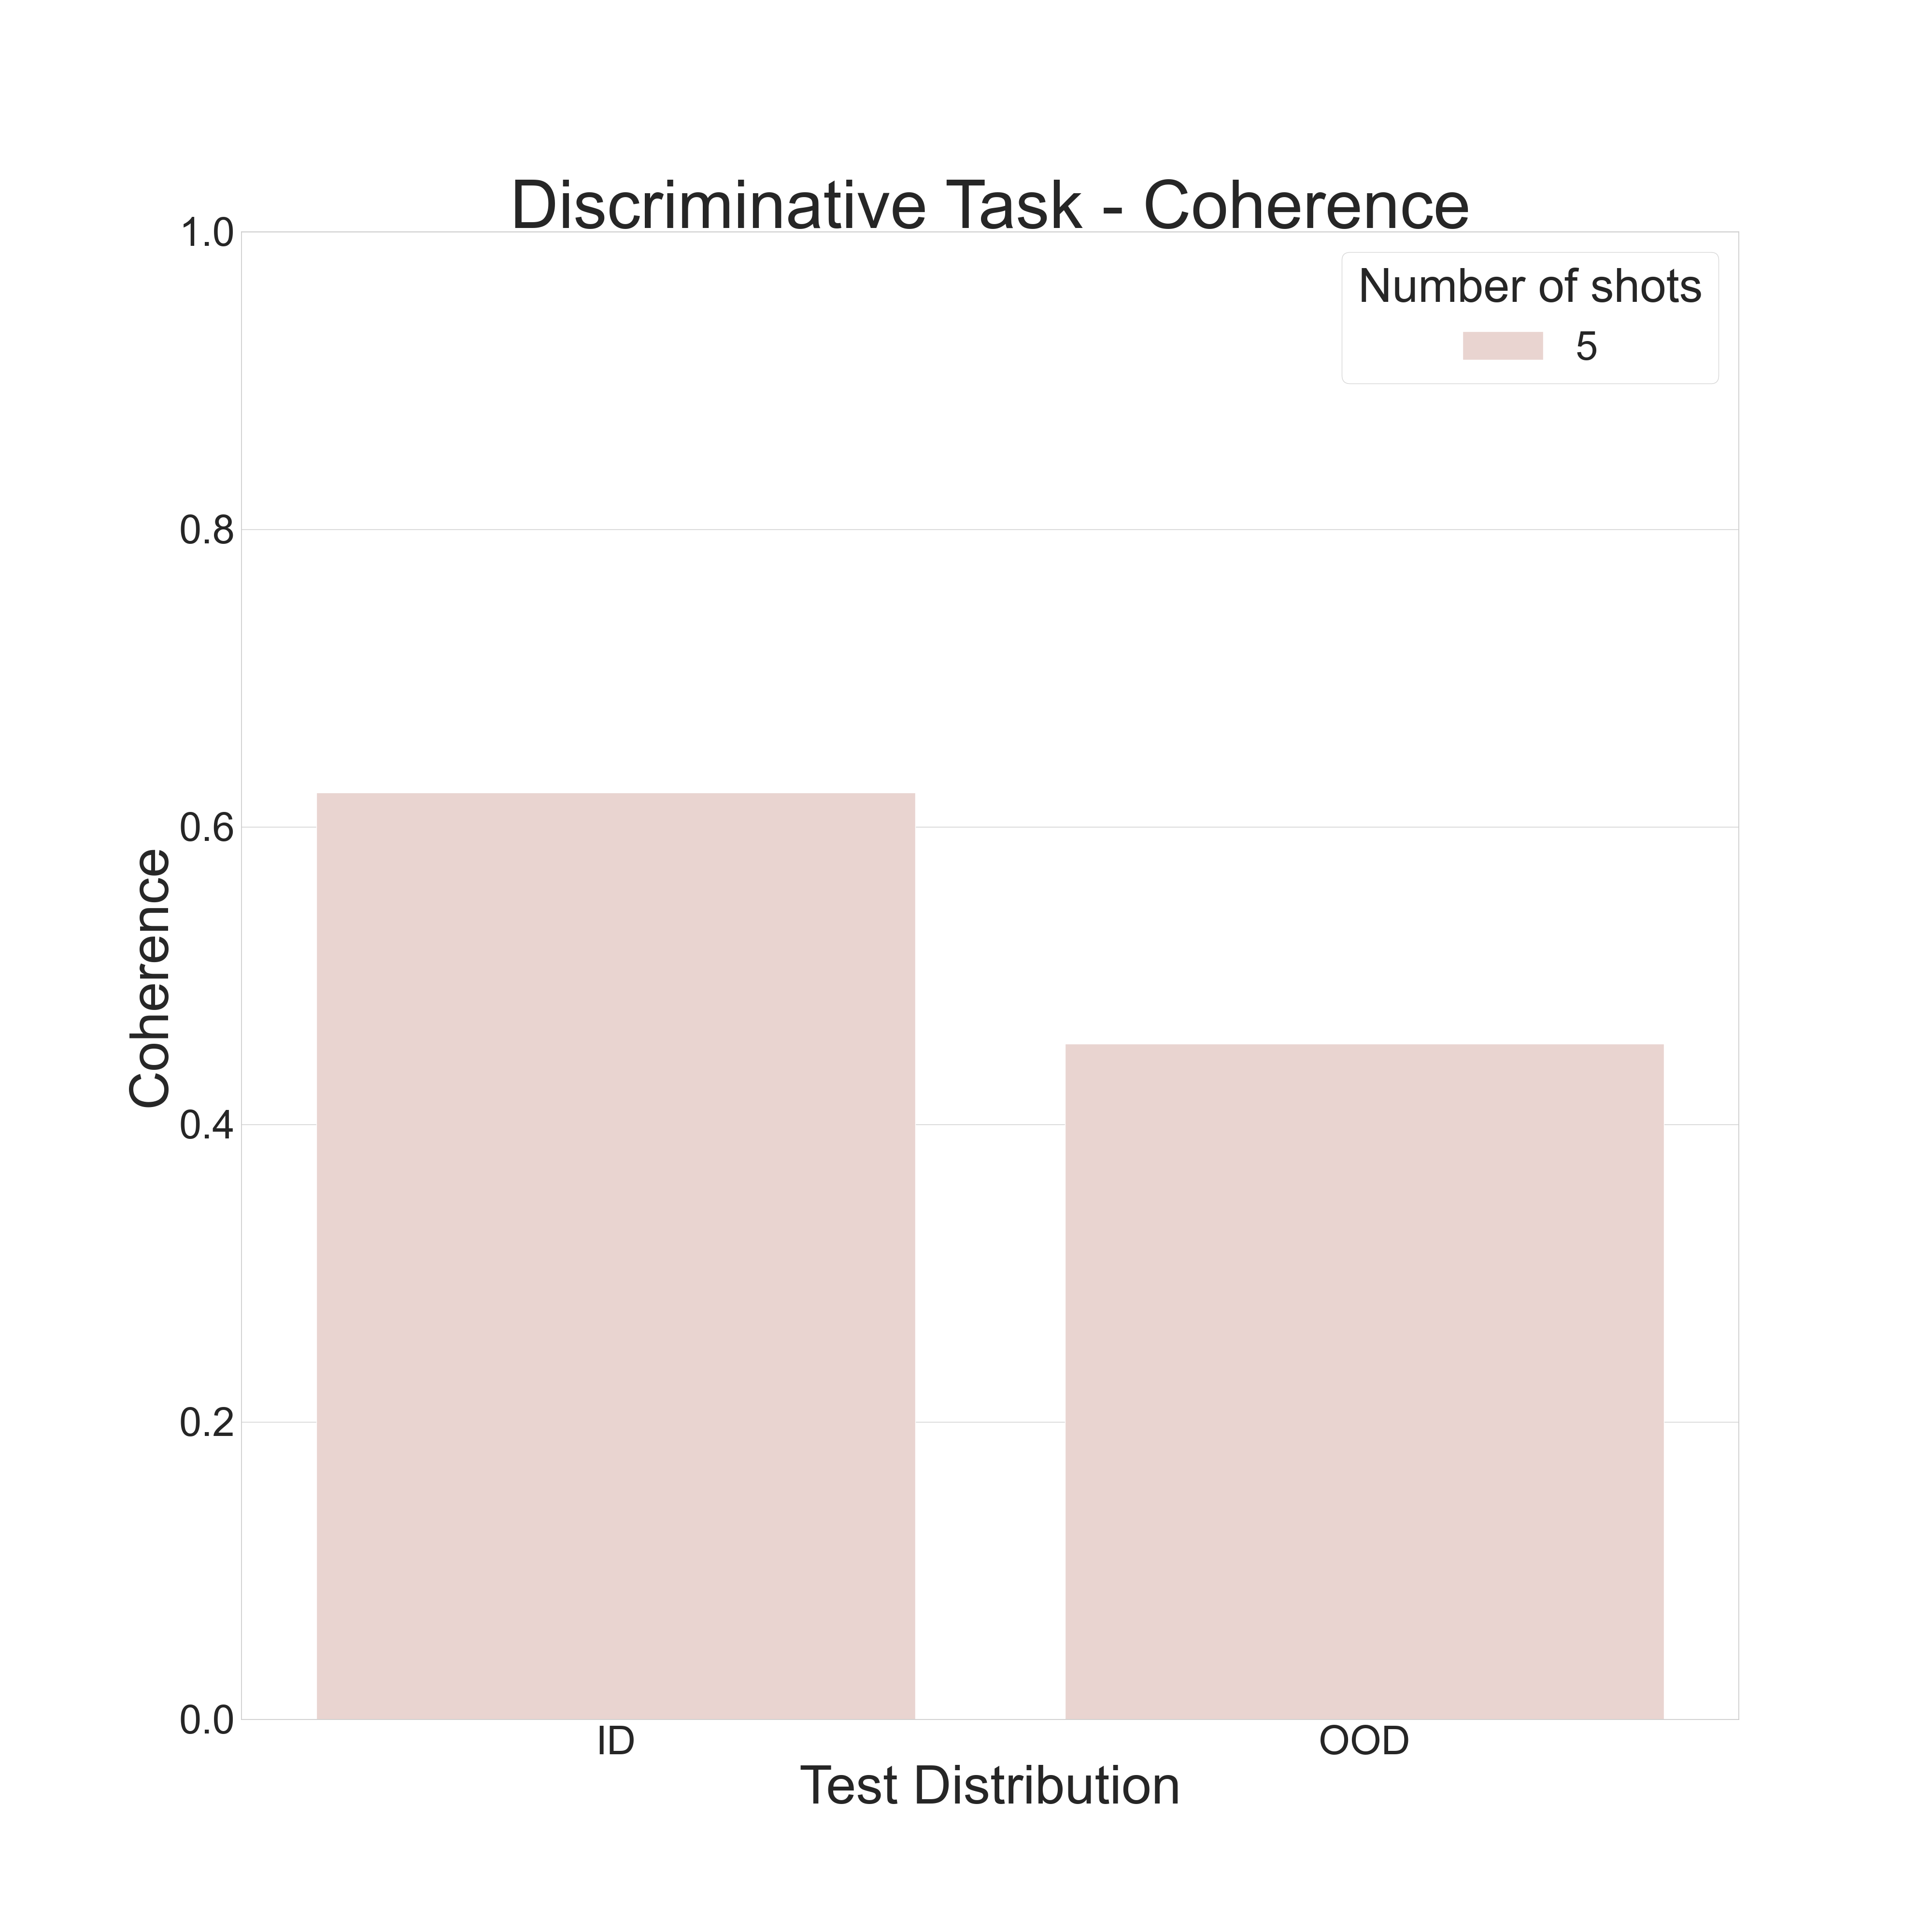 Discriminative Task - Coherence
1.0
Number of shots
5
0.8
0.6
Coherence
0.4
0.2
0.0
ID OOD
Test Distribution